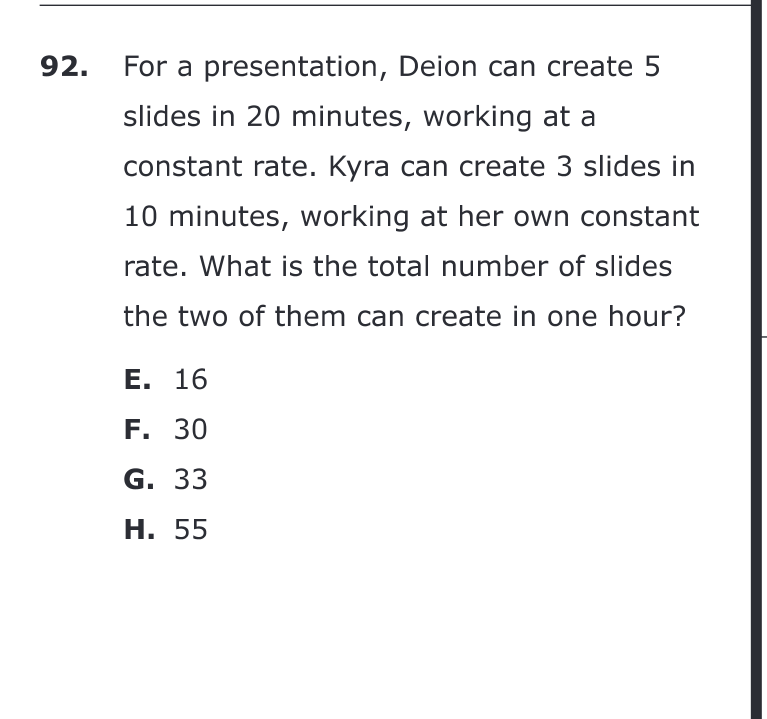 92. For a presentation, Deion can create 5
slides in 20 minutes, working at a
constant rate. Kyra can create 3 slides in
10 minutes, working at her own constant
rate. What is the total number of slides
the two of them can create in one hour?
E. 16
F. 30
G. 33
H. 55